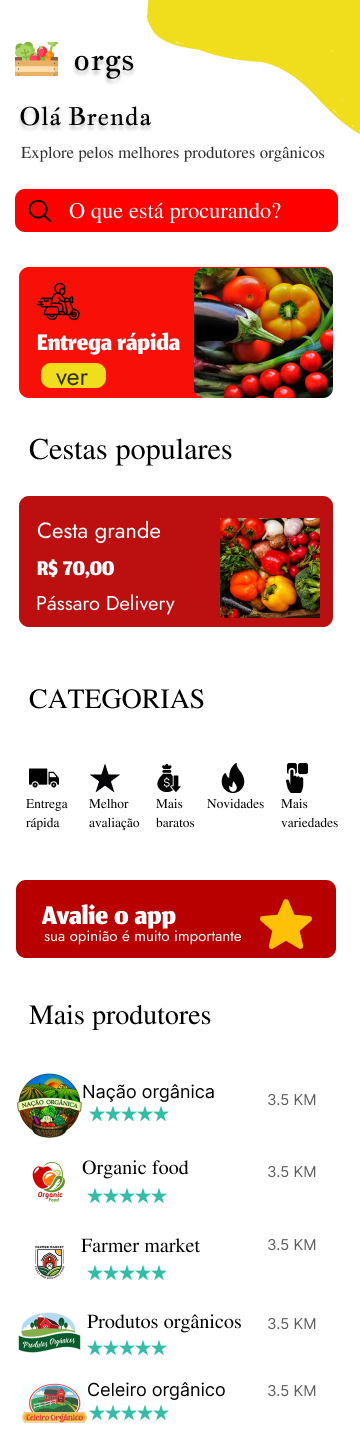 orgs
Olá Brenda
Explore pelos melhores produtores orgânicos
O que está procurando?
Entrega rápida
ver
Cestas populares
Cesta grande
R$ 70,00
Pássaro Delivery
CATEGORIAS
Entrega rápida
Melhor avaliação
Mais baratos
Novidades
Mais variedades
Avalie o app
sua opinião é muito importante
Mais produtores
NAÇÃO ORGÂNICA
Nação orgânica
3.5 KM
Organic Food
Organic food
3.5 KM
FARMER MARKET
Farmer market
3.5 KM
Produtos Orgânicos
Produtos orgânicos
3.5 KM
Celeiro Orgânico
Celeiro orgânico
3.5 KM